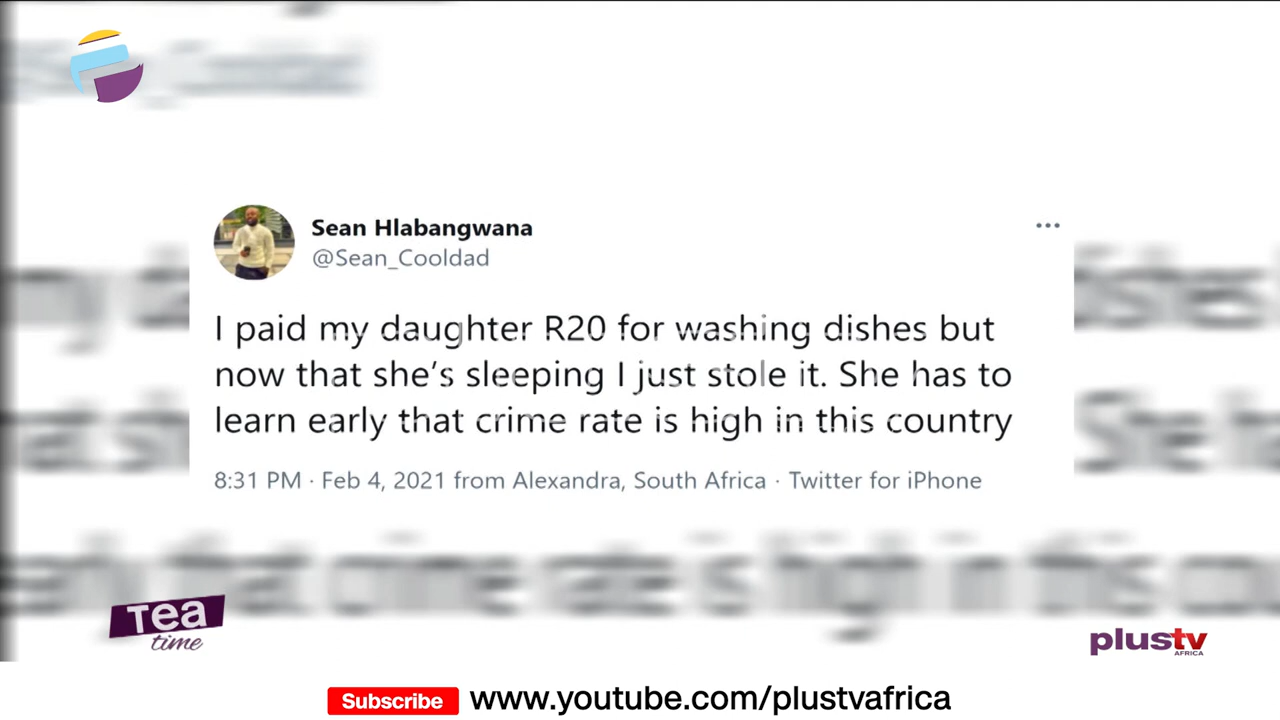 Sean Hlabangwana
@Sean_Cooldad
I paid my daughter R20 for washing dishes but
now that she's sleeping I just stole it. She has to
learn early that crime rate is high in this country
8:31 PM · Feb 4, 2021 from Alexandra, South Africa · Twitter for iPhone
Tea
time
plustv
AFRICA
Subscribe www.youtube.com/plustvafrica